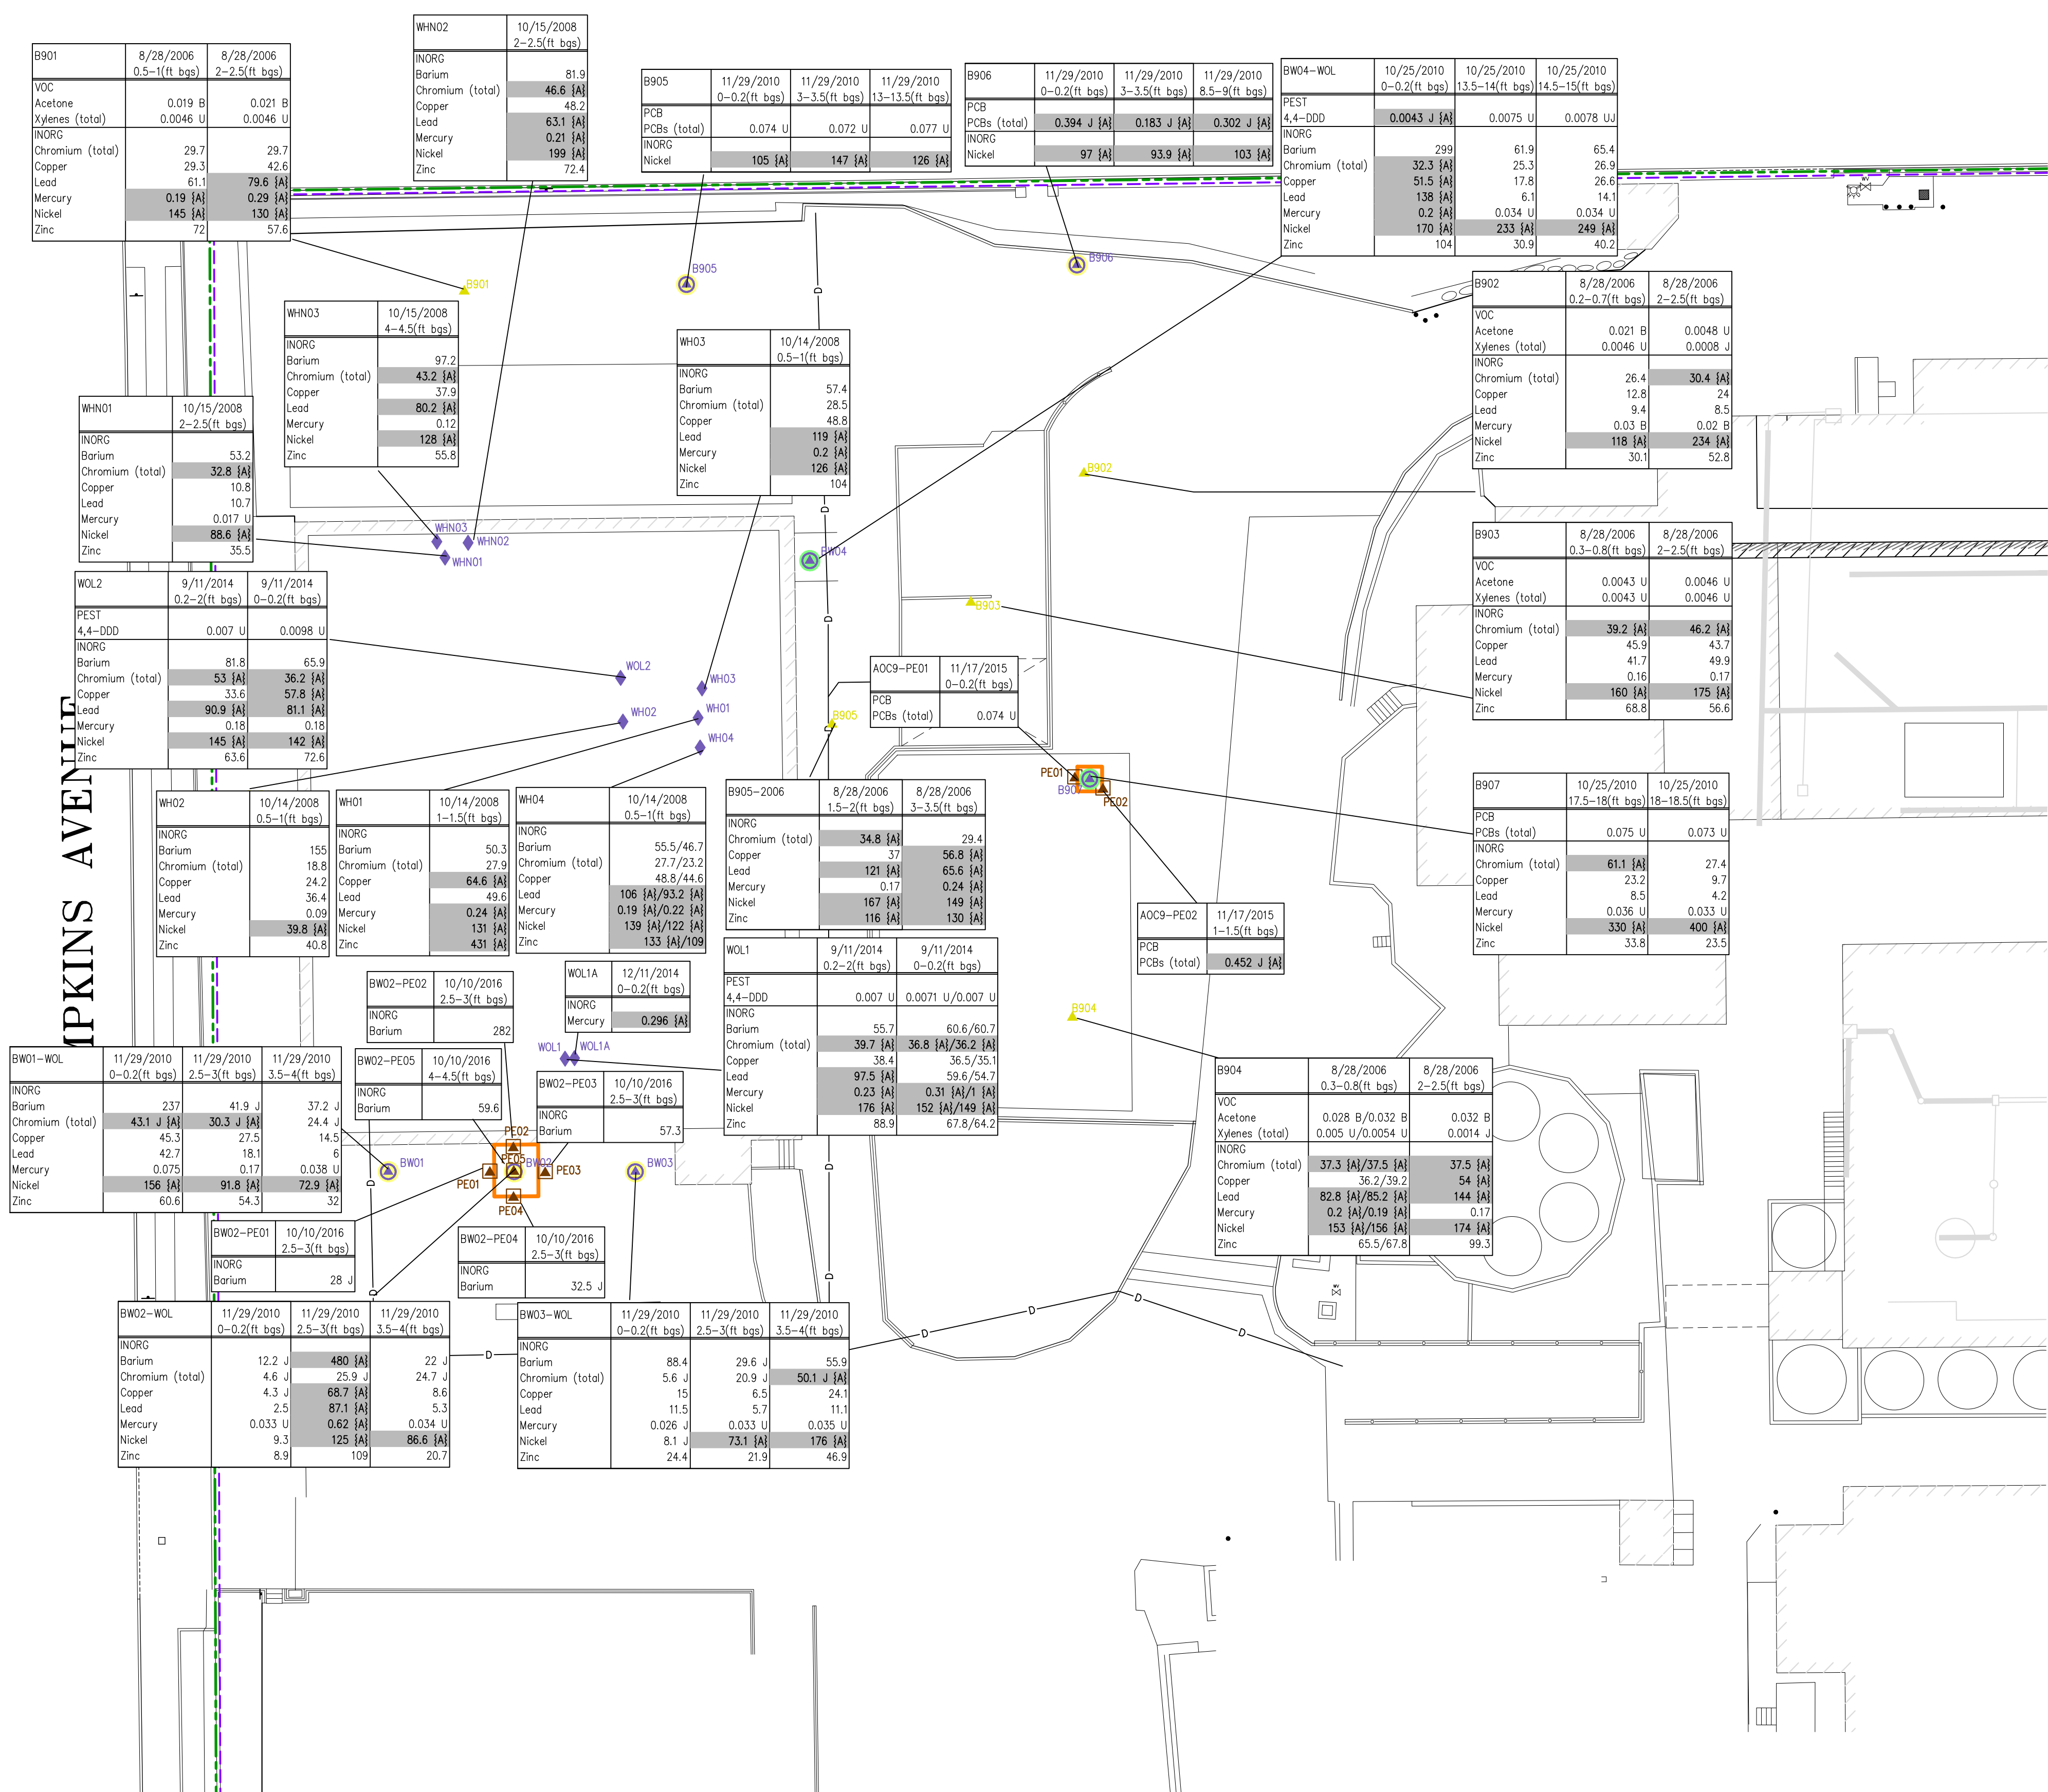 WHN02 10/15/2008
2-2.5(ft bgs)
INORG
Barium 81.9
Chromium (total) 46.6 {A}
Copper 48.2
Lead 63.1 {A}
Mercury 0.21 {A}
Nickel 199 {A}
Zinc 72.4
B901 8/28/2006 8/28/2006
0.5-1(ft bgs) 2-2.5(ft bgs)
VOC
Acetone 0.019 B 0.021 B
Xylenes (total) 0.0046 U 0.0046 U
INORG
Chromium (total) 29.7 29.7
Copper 29.3 42.6
Lead 61.1 79.6 {A}
Mercury 0.19 {A} 0.29 {A}
Nickel 145 {A} 130 {A}
Zinc 72 57.6
B905 11/29/2010 11/29/2010 11/29/2010
0-0.2(ft bgs) 3-3.5(ft bgs) 13-13.5(ft bgs)
PCB
PCBs (total) 0.074 U 0.072 U 0.077 U
INORG
Nickel 105 {A} 147 {A} 126 {A}
B906 11/29/2010 11/29/2010 11/29/2010
0-0.2(ft bgs) 3-3.5(ft bgs) 8.5-9(ft bgs)
PCB
PCBs (total) 0.394 J {A} 0.183 J {A} 0.302 J {A}
INORG
Nickel 97 {A} 93.9 {A} 103 {A}
BW04-WOL 10/25/2010 10/25/2010 10/25/2010
0-0.2(ft bgs) 13.5-14(ft bgs) 14.5-15(ft bgs)
PEST
4,4-DDD 0.0043 J {A} 0.0075 U 0.0078 UJ
INORG
Barium 299 61.9 65.4
Chromium (total) 32.3 {A} 25.3 26.9
Copper 51.5 {A} 17.8 26.6
Lead 138 {A} 6.1 14.1
Mercury 0.2 {A} 0.034 U 0.034 U
Nickel 170 {A} 233 {A} 249 {A}
Zinc 104 30.9 40.2
WV
B901
B905
B906
B902 8/28/2006 8/28/2006
0.2-0.7(ft bgs) 2-2.5(ft bgs)
VOC
Acetone 0.021 B 0.0048 U
Xylenes (total) 0.0046 U 0.0008 J
INORG
Chromium (total) 26.4 30.4 {A}
Copper 12.8 24
Lead 9.4 8.5
Mercury 0.03 B 0.02 B
Nickel 118 {A} 234 {A}
Zinc 30.1 52.8
D
WHN03 10/15/2008
4-4.5(ft bgs)
INORG
Barium 97.2
Chromium (total) 43.2 {A}
Copper 37.9
Lead 80.2 {A}
Mercury 0.12
Nickel 128 {A}
Zinc 55.8
WH03 10/14/2008
0.5-1(ft bgs)
INORG
Barium 57.4
Chromium (total) 28.5
Copper 48.8
Lead 119 {A}
Mercury 0.2 {A}
Nickel 126 {A}
Zinc 104
WHN01 10/15/2008
2-2.5(ft bgs)
INORG
Barium 53.2
Chromium (total) 32.8 {A}
Copper 10.8
Lead 10.7
Mercury 0.017 U
Nickel 88.6 {A}
Zinc 35.5
B902
D
WHN03
WHN02
WHN01
BW04
B903 8/28/2006 8/28/2006
0.3-0.8(ft bgs) 2-2.5(ft bgs)
VOC
Acetone 0.0043 U 0.0046 U
Xylenes (total) 0.0043 U 0.0046 U
INORG
Chromium (total) 39.2 {A} 46.2 {A}
Copper 45.9 43.7
Lead 41.7 49.9
Mercury 0.16 0.17
Nickel 160 {A} 175 {A}
Zinc 68.8 56.6
WOL2 9/11/2014 9/11/2014
0.2-2(ft bgs) 0-0.2(ft bgs)
PEST
4,4-DDD 0.007 U 0.0098 U
INORG
Barium 81.8 65.9
Chromium (total) 53 {A} 36.2 {A}
Copper 33.6 57.8 {A}
Lead 90.9 {A} 81.1 {A}
Mercury 0.18 0.18
Nickel 145 {A} 142 {A}
Zinc 63.6 72.6
B903
D
WOL2
WH03
WH02
WH01
WH04
B905
D
AOC9-PE01 11/17/2015
0-0.2(ft bgs)
PCB
PCBs (total) 0.074 U
PE01
B907
PE02
MPKINS AVENUE
WH02 10/14/2008
0.5-1(ft bgs)
INORG
Barium 155
Chromium (total) 18.8
Copper 24.2
Lead 36.4
Mercury 0.09
Nickel 39.8 {A}
Zinc 40.8
WH01 10/14/2008
1-1.5(ft bgs)
INORG
Barium 50.3
Chromium (total) 27.9
Copper 64.6 {A}
Lead 49.6
Mercury 0.24 {A}
Nickel 131 {A}
Zinc 431 {A}
WH04 10/14/2008
0.5-1(ft bgs)
INORG
Barium 55.5/46.7
Chromium (total) 27.7/23.2
Copper 48.8/44.6
Lead 106 {A}/93.2 {A}
Mercury 0.19 {A}/0.22 {A}
Nickel 139 {A}/122 {A}
Zinc 133 {A}/109
B905-2006 8/28/2006 8/28/2006
1.5-2(ft bgs) 3-3.5(ft bgs)
INORG
Chromium (total) 34.8 {A} 29.4
Copper 37 56.8 {A}
Lead 121 {A} 65.6 {A}
Mercury 0.17 0.24 {A}
Nickel 167 {A} 149 {A}
Zinc 116 {A} 130 {A}
B907 10/25/2010 10/25/2010
17.5-18(ft bgs) 18-18.5(ft bgs)
PCB
PCBs (total) 0.075 U 0.073 U
INORG
Chromium (total) 61.1 {A} 27.4
Copper 23.2 9.7
Lead 8.5 4.2
Mercury 0.036 U 0.033 U
Nickel 330 {A} 400 {A}
Zinc 33.8 23.5
AOC9-PE02 11/17/2015
1-1.5(ft bgs)
PCB
PCBs (total) 0.452 J {A}
WOL1 9/11/2014 9/11/2014
0.2-2(ft bgs) 0-0.2(ft bgs)
PEST
4,4-DDD 0.007 U 0.0071 U/0.007 U
INORG
Barium 55.7 60.6/60.7
Chromium (total) 39.7 {A} 36.8 {A}/36.2 {A}
Copper 38.4 36.5/35.1
Lead 97.5 {A} 59.6/54.7
Mercury 0.23 {A} 0.31 {A}/1 {A}
Nickel 176 {A} 152 {A}/149 {A}
Zinc 88.9 67.8/64.2
BW02-PE02 10/10/2016
2.5-3(ft bgs)
INORG
Barium 282
WOL1A 12/11/2014
0-0.2(ft bgs)
INORG
Mercury 0.296 {A}
B904
WOL1 WOL1A
BW01-WOL 11/29/2010 11/29/2010 11/29/2010
0-0.2(ft bgs) 2.5-3(ft bgs) 3.5-4(ft bgs)
INORG
Barium 237 41.9 J 37.2 J
Chromium (total) 43.1 J {A} 30.3 J {A} 24.4 J
Copper 45.3 27.5 14.5
Lead 42.7 18.1 6
Mercury 0.075 0.17 0.038 U
Nickel 156 {A} 91.8 {A} 72.9 {A}
Zinc 60.6 54.3 32
BW02-PE05 10/10/2016
4-4.5(ft bgs)
INORG
Barium 59.6
BW02-PE03 10/10/2016
2.5-3(ft bgs)
INORG
Barium 57.3
B904 8/28/2006 8/28/2006
0.3-0.8(ft bgs) 2-2.5(ft bgs)
VOC
Acetone 0.028 B/0.032 B 0.032 B
Xylenes (total) 0.005 U/0.0054 U 0.0014 J
INORG
Chromium (total) 37.3 {A}/37.5 {A} 37.5 {A}
Copper 36.2/39.2 54 {A}
Lead 82.8 {A}/85.2 {A} 144 {A}
Mercury 0.2 {A}/0.19 {A} 0.17
Nickel 153 {A}/156 {A} 174 {A}
Zinc 65.5/67.8 99.3
PE02
PE05
BW01
BW02
PE03
BW03
PE01
PE04
D
D
BW02-PE01 10/10/2016
2.5-3(ft bgs)
INORG
Barium 28 J
BW02-PE04 10/10/2016
2.5-3(ft bgs)
INORG
Barium 32.5 J
D
D
WV
BW02-WOL 11/29/2010 11/29/2010 11/29/2010
0-0.2(ft bgs) 2.5-3(ft bgs) 3.5-4(ft bgs)
INORG
Barium 12.2 J 480 {A} 22 J
Chromium (total) 4.6 J 25.9 J 24.7 J
Copper 4.3 J 68.7 {A} 8.6
Lead 2.5 87.1 {A} 5.3
Mercury 0.033 U 0.62 {A} 0.034 U
Nickel 9.3 125 {A} 86.6 {A}
Zinc 8.9 109 20.7
D
BW03-WOL 11/29/2010 11/29/2010 11/29/2010
0-0.2(ft bgs) 2.5-3(ft bgs) 3.5-4(ft bgs)
INORG
Barium 88.4 29.6 J 55.9
Chromium (total) 5.6 J 20.9 J 50.1 J {A}
Copper 15 6.5 24.1
Lead 11.5 5.7 11.1
Mercury 0.026 J 0.033 U 0.035 U
Nickel 8.1 J 73.1 {A} 176 {A}
Zinc 24.4 21.9 46.9
D
D
D
D